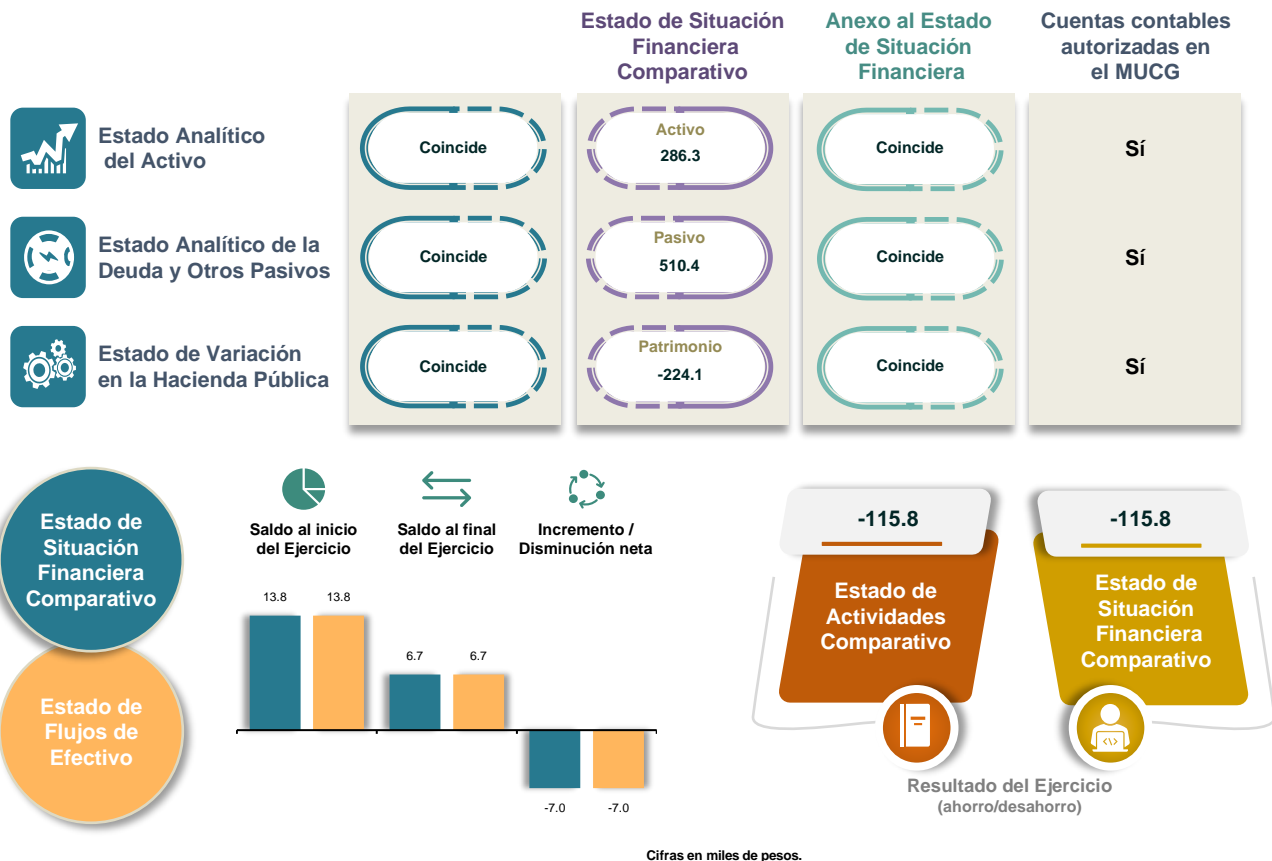 Estado de Situación
Financiera
Comparativo
Anexo al Estado
de Situación
Financiera
Cuentas contables
autorizadas en
el MUCG
Estado Analítico
del Activo
Coincide
Activo
286.3
Coincide
Sí
Estado Analítico de la
Deuda y Otros Pasivos
Coincide
Pasivo
510.4
Coincide
Sí
Estado de Variación
en la Hacienda Pública
Coincide
Patrimonio
-224.1
Coincide
Sí
Estado de
Situación
Financiera
Comparativo
Estado de
Flujos de
Efectivo
Saldo al inicio
del Ejercicio
Saldo al final
del Ejercicio
Incremento /
Disminución neta
13.8
13.8
6.7
6.7
-7.0
-7.0
-115.8
Estado de
Actividades
Comparativo
-115.8
Estado de
Situación
Financiera
Comparativo
Resultado del Ejercicio
(ahorro/desahorro)
Cifras en miles de pesos.